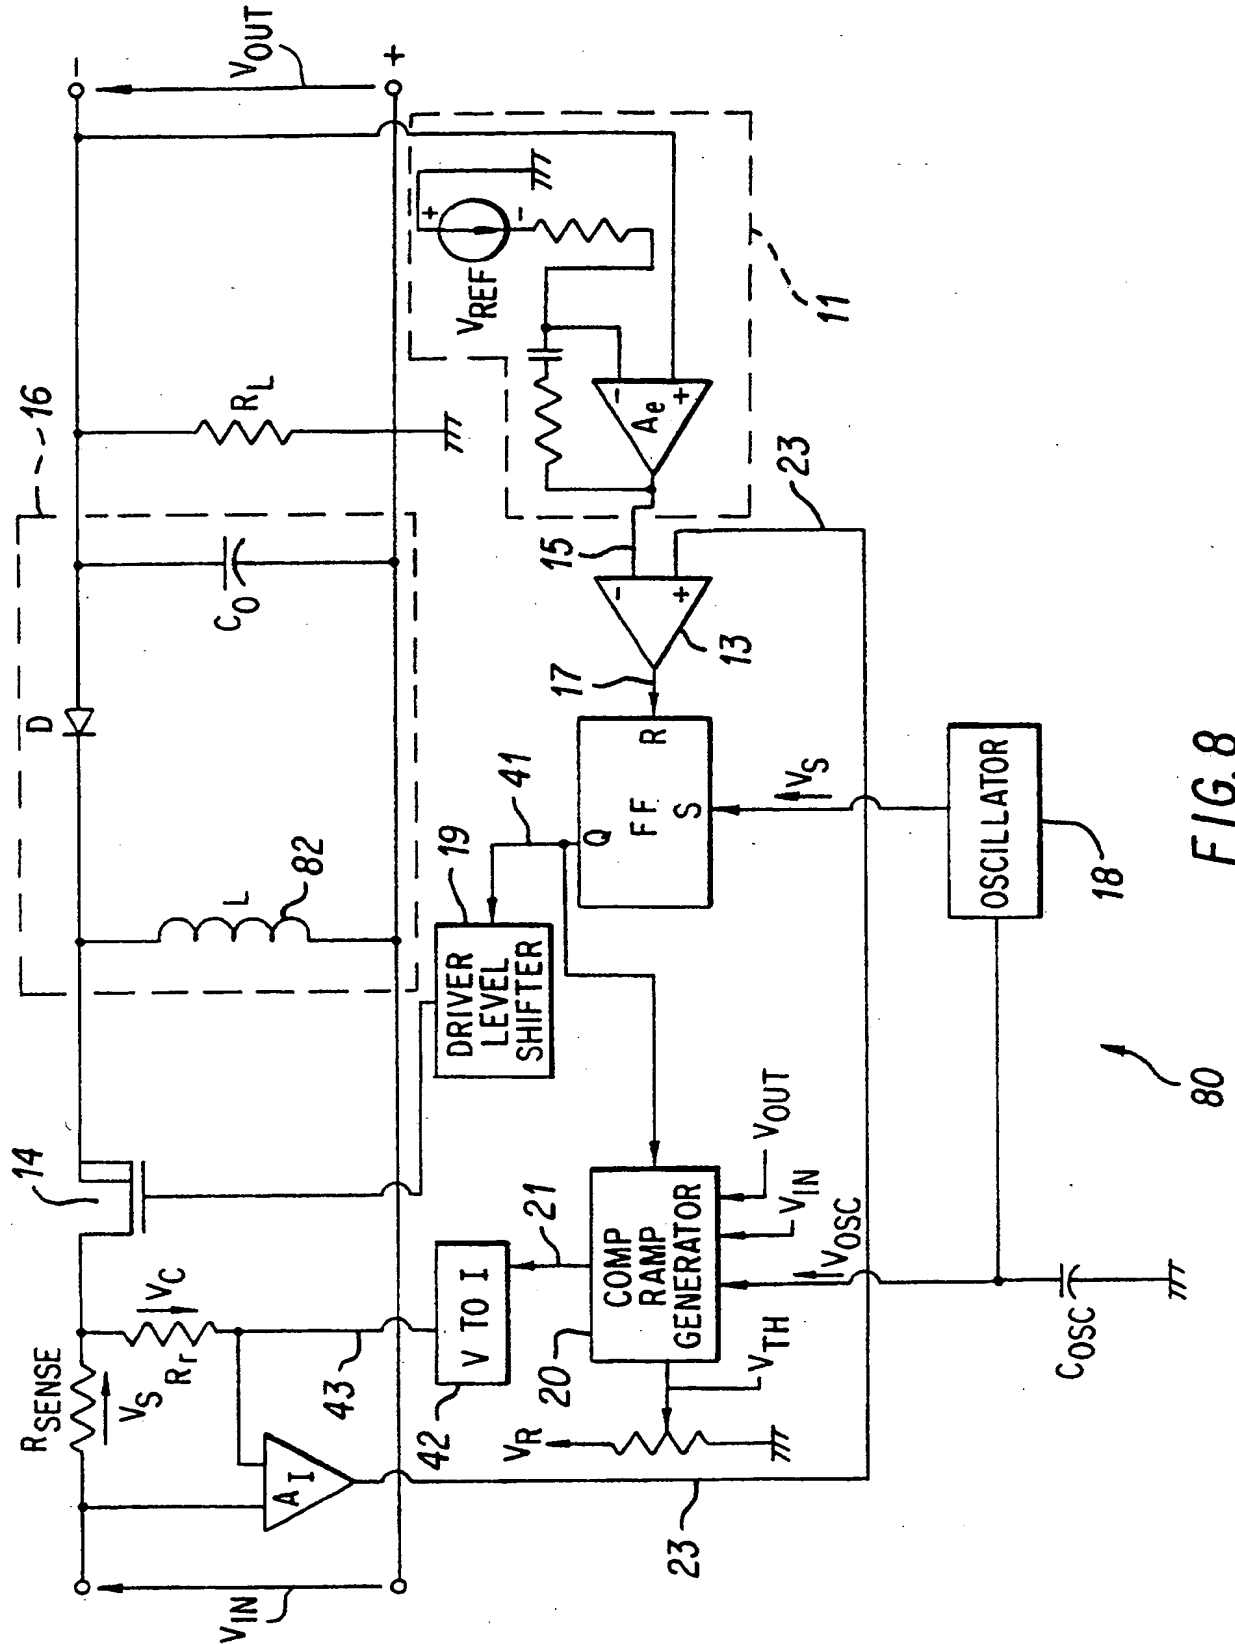 16
-
VOUT
+
D
L
82
CO
RL
14
RSENSE
VS
Rr
VC
AI
VIN
43
42
V TO I
21
20
COMP
RAMP
GENERATOR
VR
VTH
VOSC
VIN
VOUT
19
DRIVER
LEVEL
SHIFTER
41
Q
FF
R
S
VS
17
13
-
+
15
23
Ae
-
+
VREF
+
-
11
23
OSCILLATOR
18
COSC
80
FIG.8